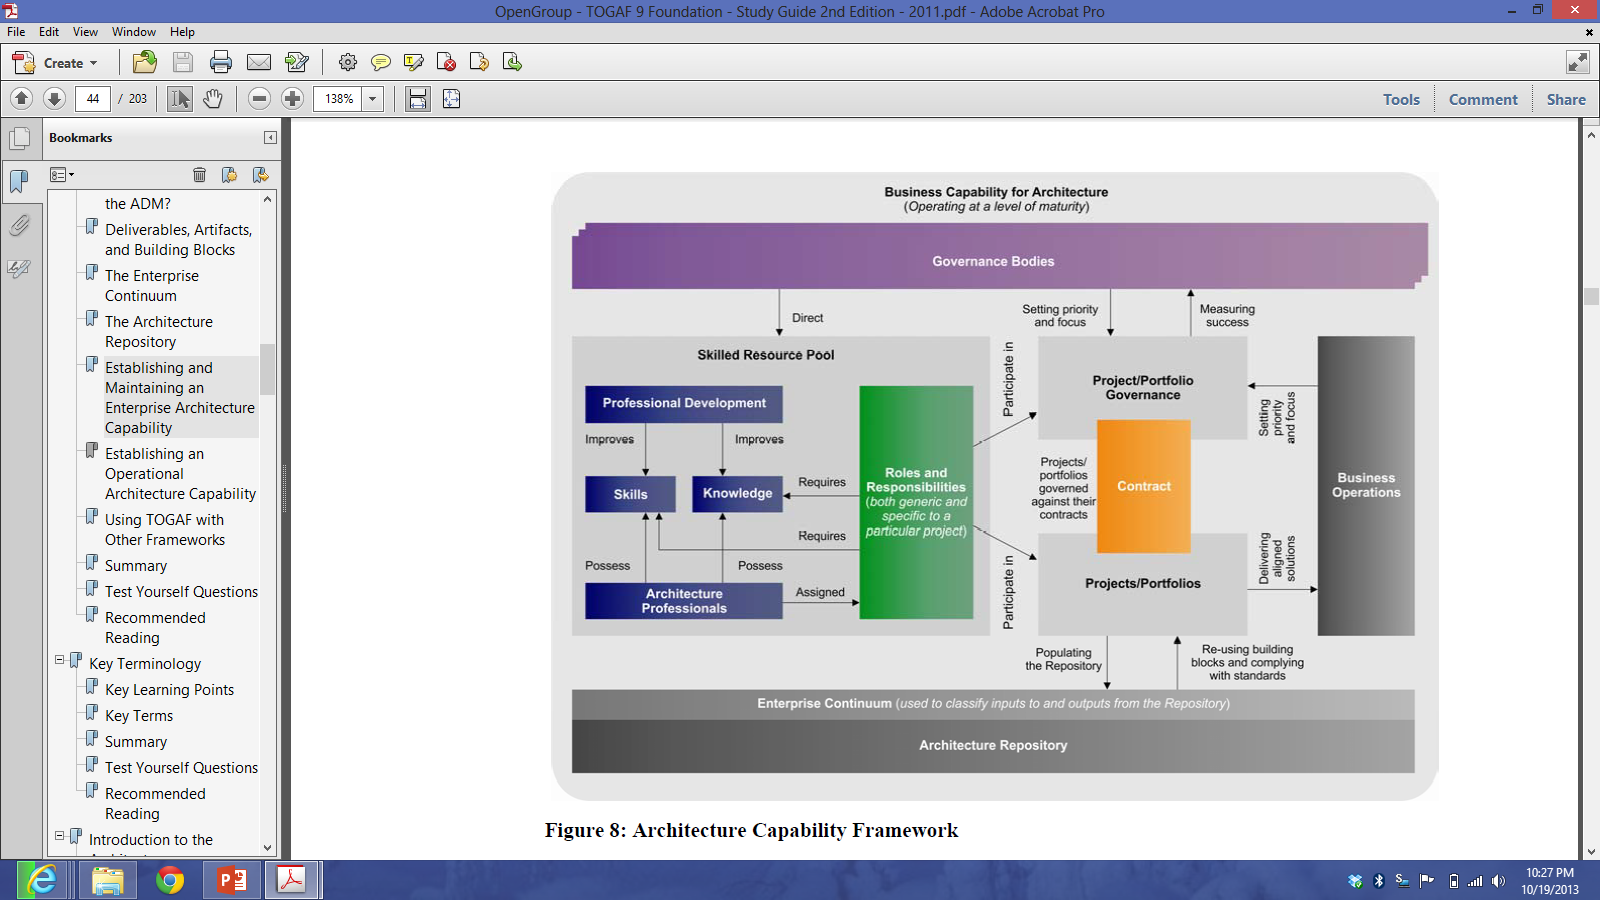 OpenGroup - TOGAF 9 Foundation - Study Guide 2nd Edition - 2011.pdf - Adobe Acrobat Pro
File Edit View Window Help
Create
44 / 203
138%
Tools
Comment
Share
Bookmarks
the ADM?
Deliverables, Artifacts,
and Building Blocks
The Enterprise
Continuum
The Architecture
Repository
Establishing and
Maintaining an
Enterprise Architecture
Capability
Establishing an
Operational
Architecture Capability
Using TOGAF with
Other Frameworks
Summary
Test Yourself Questions
Recommended
Reading
Key Terminology
Key Learning Points
Key Terms
Summary
Test Yourself Questions
Recommended
Reading
Introduction to the
Business Capability for Architecture
(Operating at a level of maturity)
Governance Bodies
Direct
Setting priority
and focus
Measuring
success
Skilled Resource Pool
Professional Development
Improves
Improves
Skills
Knowledge
Requires
Requires
Possess
Possess
Architecture
Professionals
Assigned
Roles and
Responsibilities
(both generic and
specific to a
particular project)
Participate in
Participate in
Project/Portfolio
Governance
Projects/
portfolios
governed
against their
contracts
Contract
Projects/Portfolios
Setting
priority
and focus
Delivering
aligned
solutions
Business
Operations
Populating
the Repository
Re-using building
blocks and complying
with standards
Enterprise Continuum (used to classify inputs to and outputs from the Repository)
Architecture Repository
Figure 8: Architecture Capability Framework
10:27 PM
10/19/2013